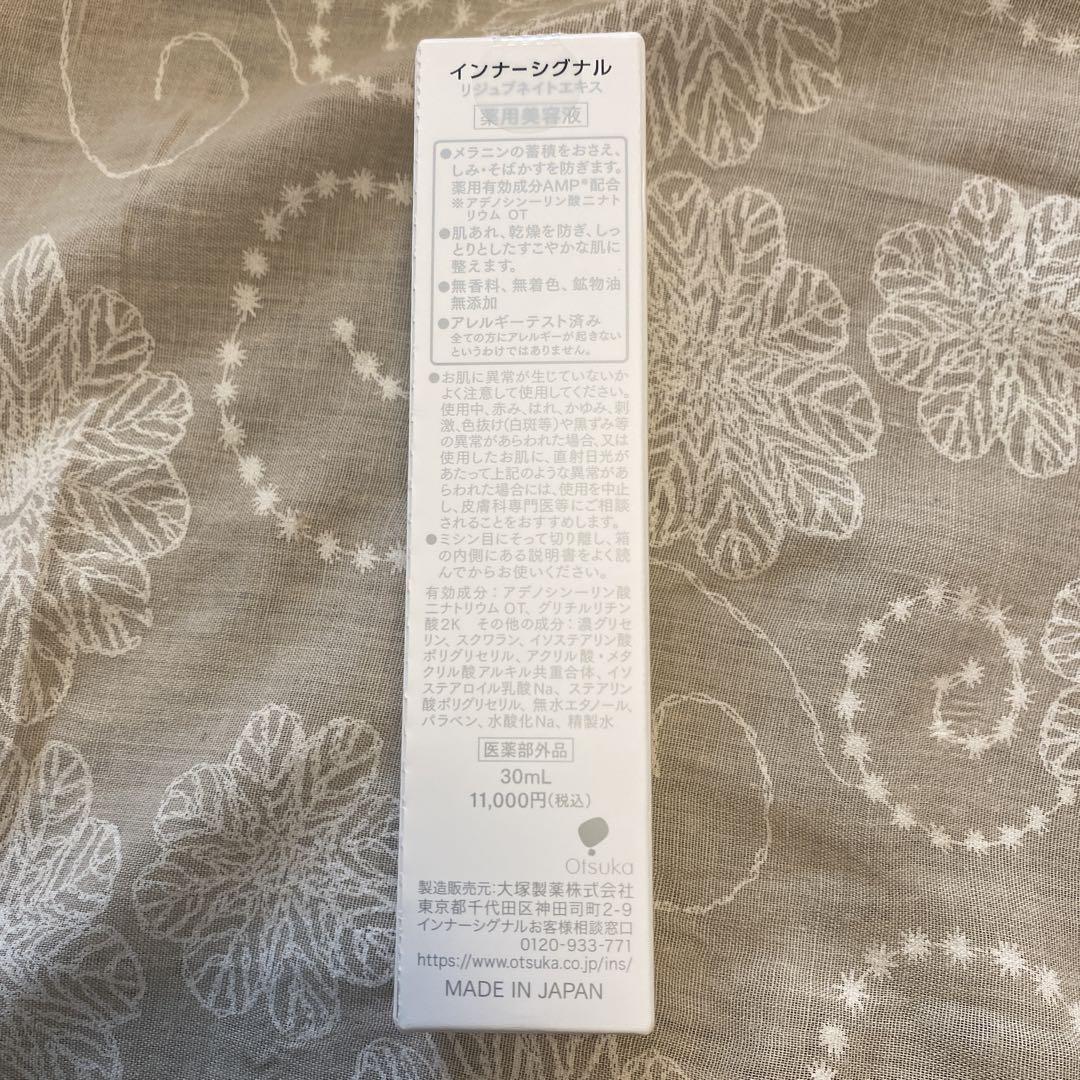 インナーシグナル
リジュブネイトエキス
薬用美容液
●メラニンの蓄積をおさえ、
しみ・そばかすを防ぎます。
薬用有効成分AMP※配合
※アデノシン一リン酸二ナト
リウム OT
●肌あれ、乾燥を防ぎ、しっ
とりとしたすこやかな肌に
整えます。
●無香料、無着色、鉱物油
無添加
●アレルギーテスト済み
全ての方にアレルギーが起きない
というわけではありません。
●お肌に異常が生じていないか
よく注意して使用してください。
使用中、赤み、はれ、かゆみ、刺
激、色抜け(白斑等)や黒ずみ等
の異常があらわれた場合、又は
使用したお肌に、直射日光が
あたって上記のような異常があ
らわれた場合には、使用を中止
し、皮膚科専門医等にご相談
されることをおすすめします。
●ミシン目にそって切り離し、箱
の内側にある説明書をよく読
んでからお使いください。
有効成分：アデノシン一リン酸
二ナトリウムOT、グリチルリチン
酸2K その他の成分：濃グリセ
リン、スクワラン、イソステアリン酸
ポリグリセリル、アクリル酸・メタ
クリル酸アルキル共重合体、イソ
ステアロイル乳酸Na、ステアリン
酸ポリグリセリル、無水エタノール、
パラベン、水酸化Na、精製水
医薬部外品
30mL
11,000円(税込)
Otsuka
製造販売元:大塚製薬株式会社
東京都千代田区神田司町2-9
インナーシグナルお客様相談窓口
0120-933-771
https://www.otsuka.co.jp/ins/
MADE IN JAPAN